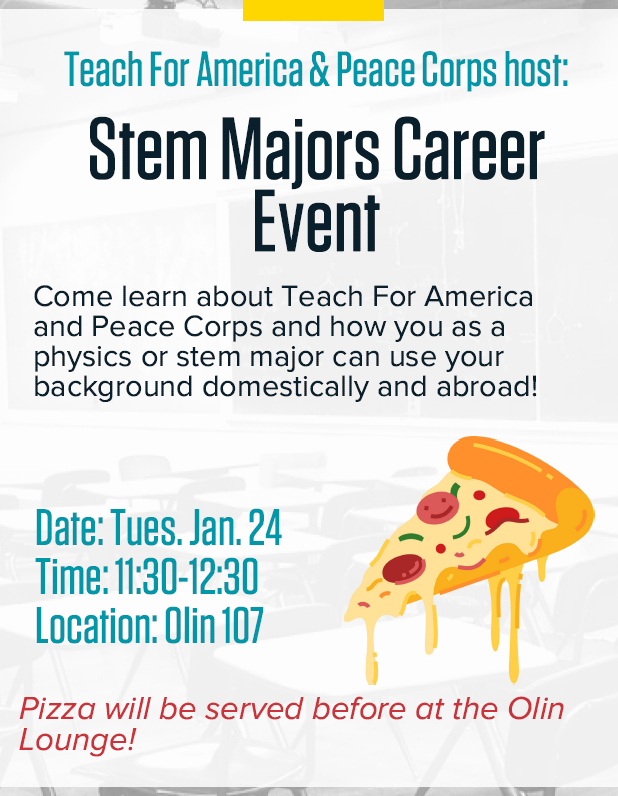 Teach For America & Peace Corps host:
Stem Majors Career
Event
Come learn about Teach For America
and Peace Corps and how you as a
physics or stem major can use your
background domestically and abroad!
Date: Tues. Jan. 24
Time: 11:30-12:30
Location: Olin 107
Pizza will be served before at the Olin
Lounge!